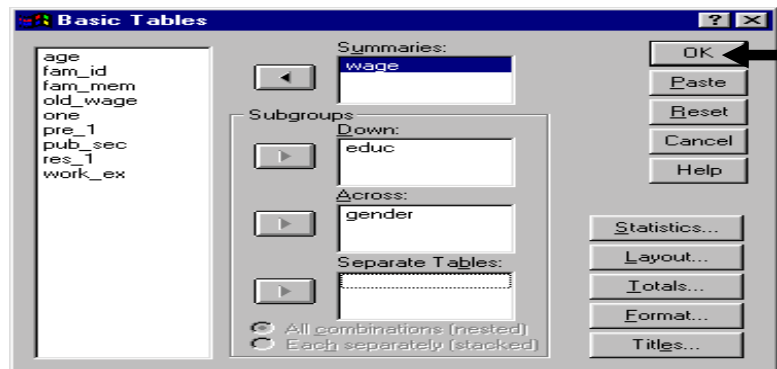 Basic Tables
age
fam_id
fam_mem
old_wage
one
pre_1
pub_sec
res_1
work_ex
Summaries:
wage
Subgroups
Down:
educ
Across:
gender
Separate Tables:
All combinations (nested)
Each separately (stacked)
OK
Paste
Reset
Cancel
Help
Statistics...
Layout...
Totals...
Format...
Titles...